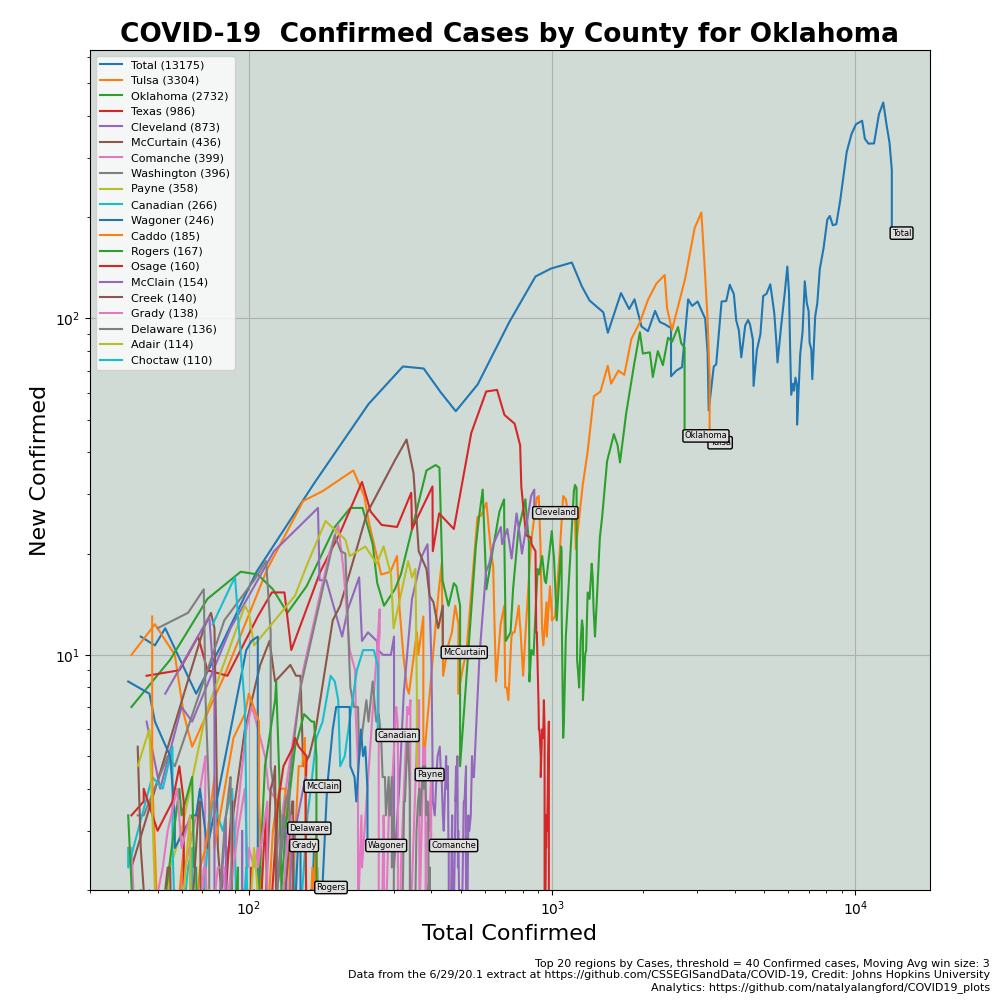 COVID-19  Confirmed Cases by County for Oklahoma
Total (13175)
Tulsa (3304)
Oklahoma (2732)
Texas (986)
Cleveland (873)
McCurtain (436)
Comanche (399)
Washington (396)
Payne (358)
Canadian (266)
Wagoner (246)
Caddo (185)
Rogers (167)
Osage (160)
McClain (154)
Creek (140)
Grady (138)
Delaware (136)
Adair (114)
Choctaw (110)
New Confirmed
10²
10¹
Total
Oklahoma
Tulsa
Cleveland
McCurtain
Canadian
Payne
McClain
Delaware
Grady
Wagoner
Comanche
Rogers
10²
10³
10⁴
Total Confirmed
Top 20 regions by Cases, threshold = 40 Confirmed cases, Moving Avg win size: 3
Data from the 6/29/20.1 extract at https://github.com/CSSEGISandData/COVID-19, Credit: Johns Hopkins University
Analytics: https://github.com/natalyalangford/COVID19_plots